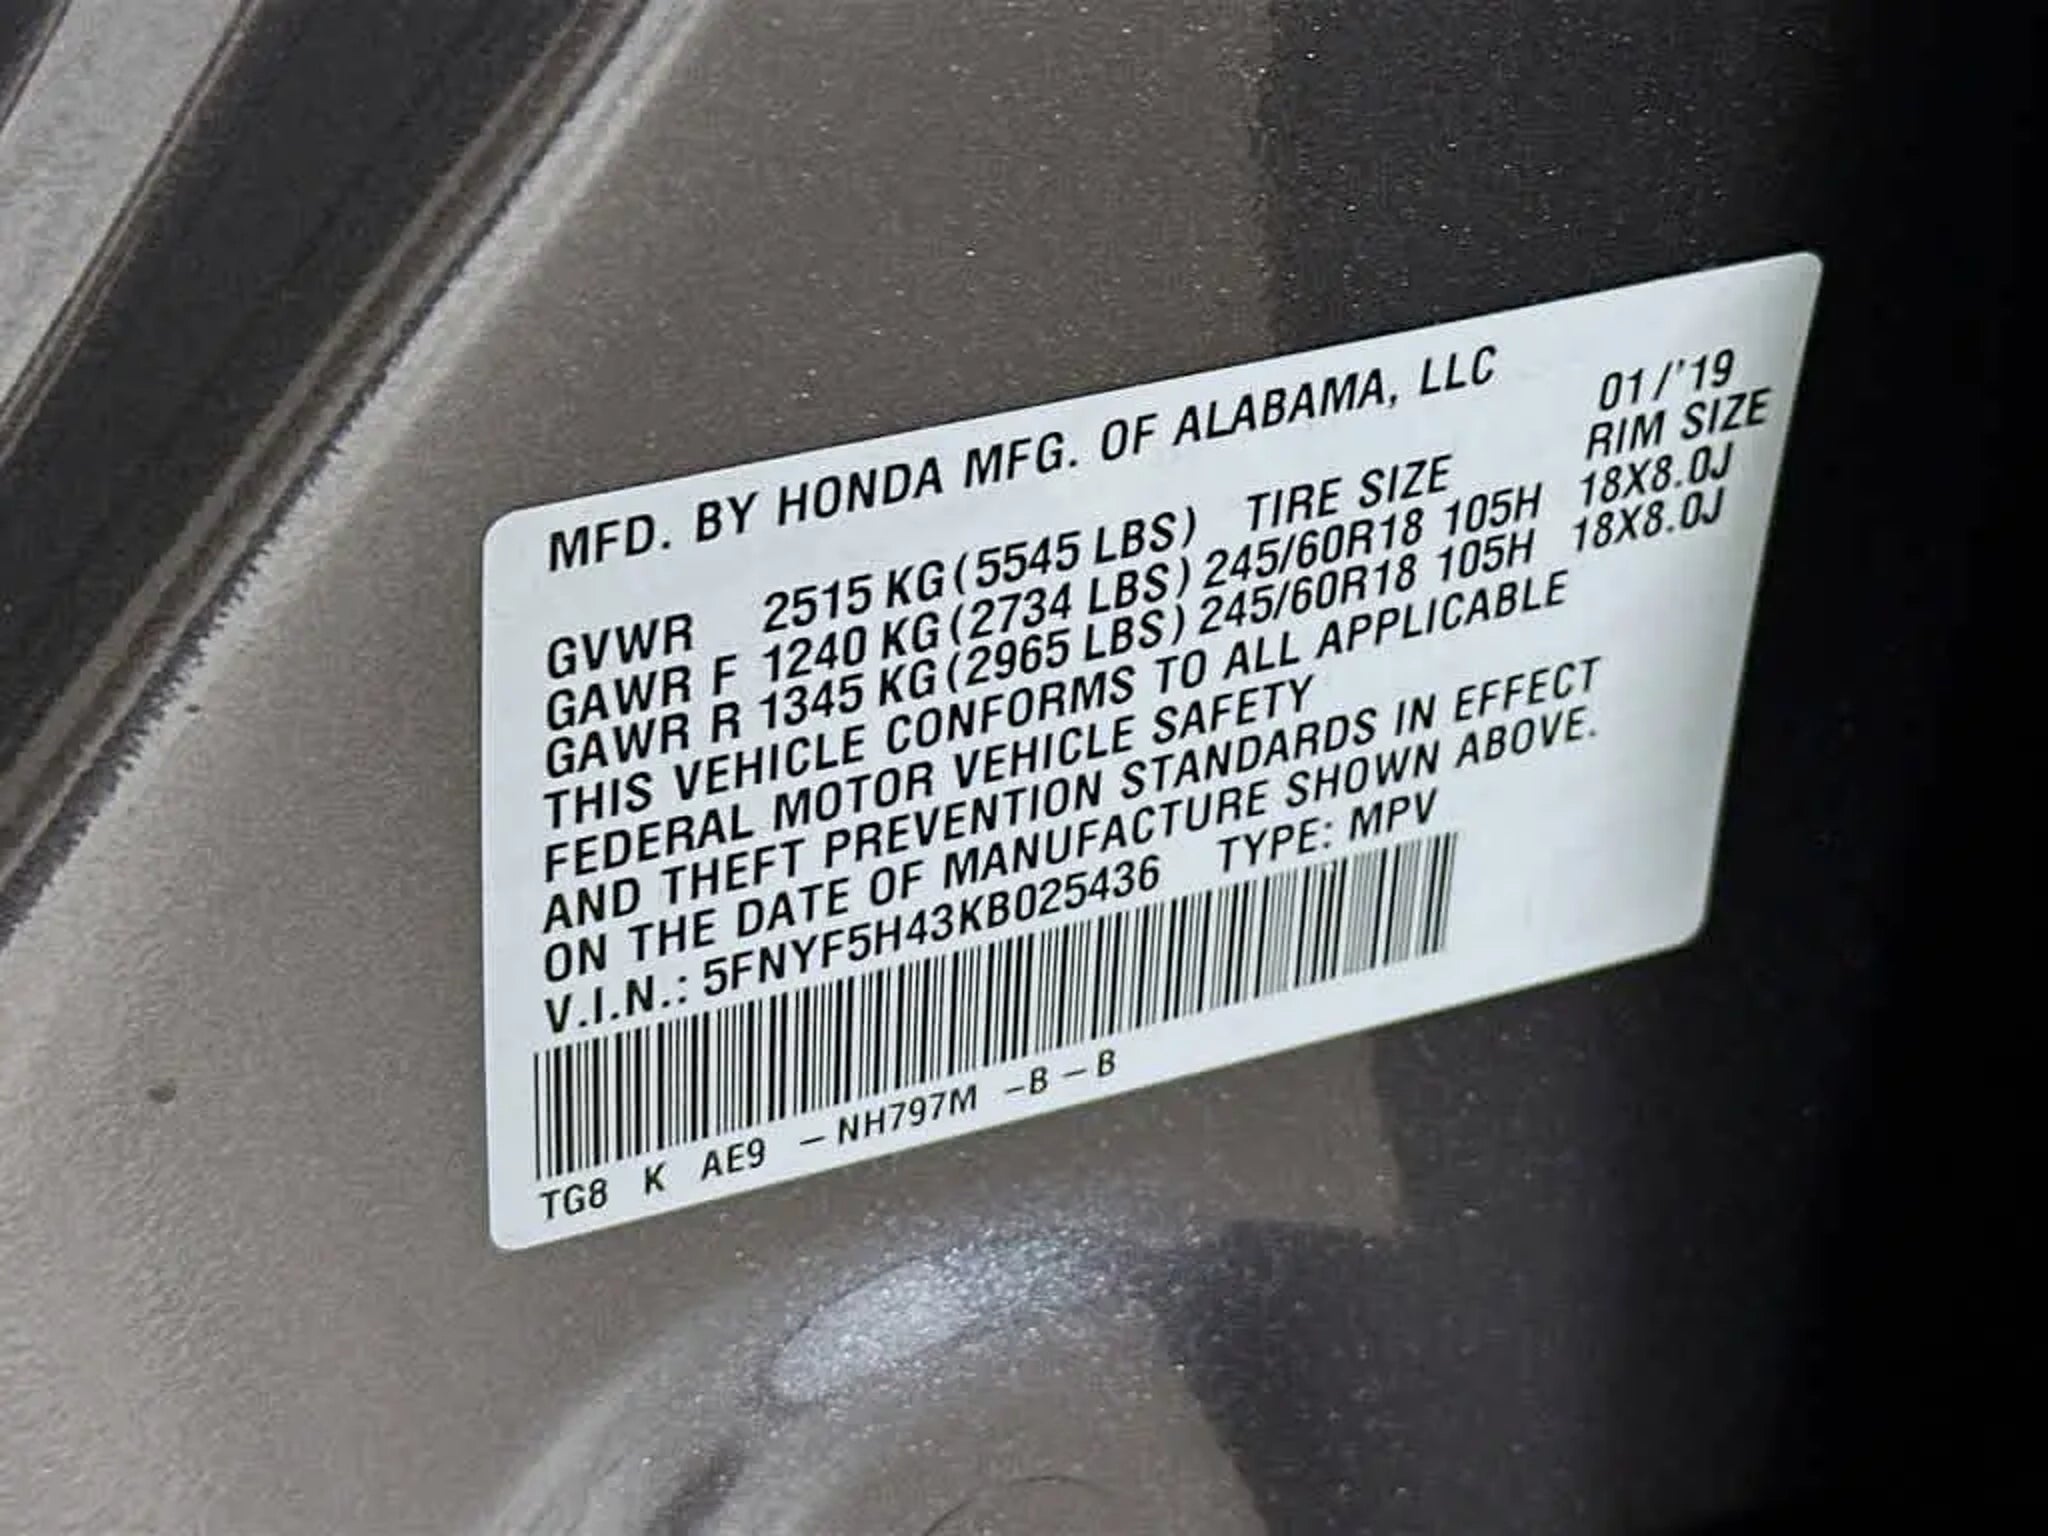 MFD. BY HONDA MFG. OF ALABAMA, LLC 01/'19
TIRE SIZE RIM SIZE
GVWR 2515 KG (5545 LBS)
GAWR F 1240 KG (2734 LBS) 245/60R18 105H 18X8.0J
GAWR R 1345 KG (2965 LBS) 245/60R18 105H 18X8.0J
THIS VEHICLE CONFORMS TO ALL APPLICABLE
FEDERAL MOTOR VEHICLE SAFETY
AND THEFT PREVENTION STANDARDS IN EFFECT
ON THE DATE OF MANUFACTURE SHOWN ABOVE.
V.I.N.: 5FNYF5H43KB025436 TYPE: MPV
TG8 K AE9 – NH797M –B – B